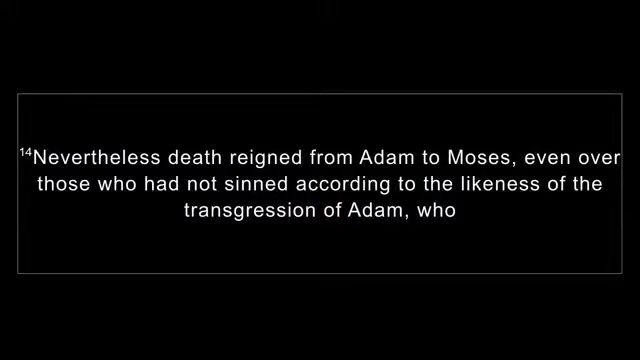 ¹⁴Nevertheless death reigned from Adam to Moses, even over
those who had not sinned according to the likeness of the
transgression of Adam, who